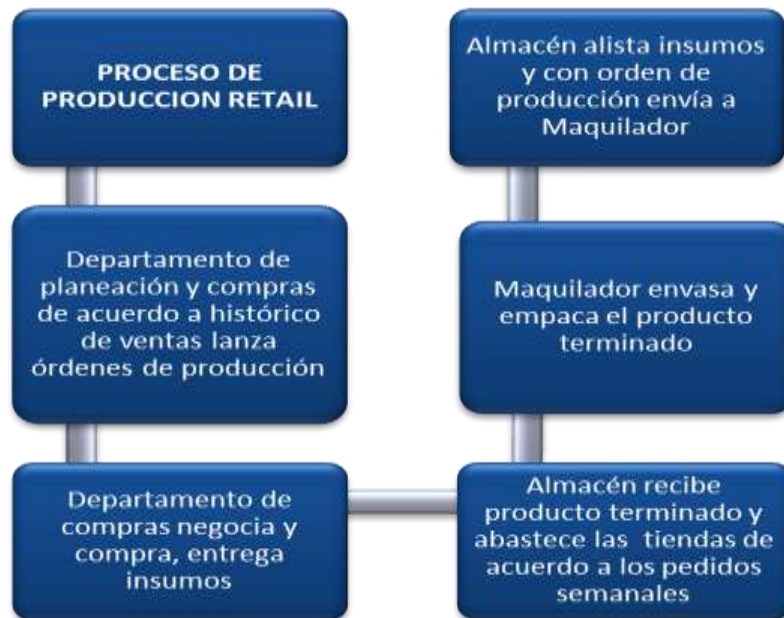 PROCESO DE
PRODUCCION RETAIL
Departamento de
planeación y compras
de acuerdo a histórico
de ventas lanza
órdenes de producción
Departamento de
compras negocia y
compra, entrega
insumos
Almacén recibe
producto terminado y
abastece las tiendas de
acuerdo a los pedidos
semanales
Maquilador envasa y
empaca el producto
terminado
Almacén alista insumos
y con orden de
producción envía a
Maquilador